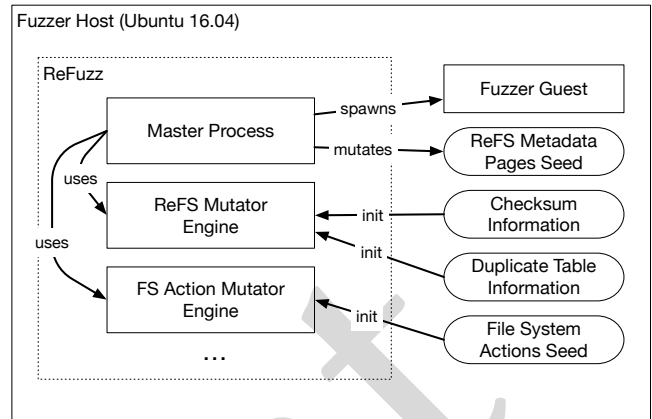 Fuzzer Host (Ubuntu 16.04)
ReFuzz
Master Process
spawns
Fuzzer Guest
mutates
ReFS Metadata
Pages Seed
uses
ReFS Mutator
Engine
init
Checksum
Information
init
Duplicate Table
Information
uses
FS Action Mutator
Engine
init
File System
Actions Seed
...